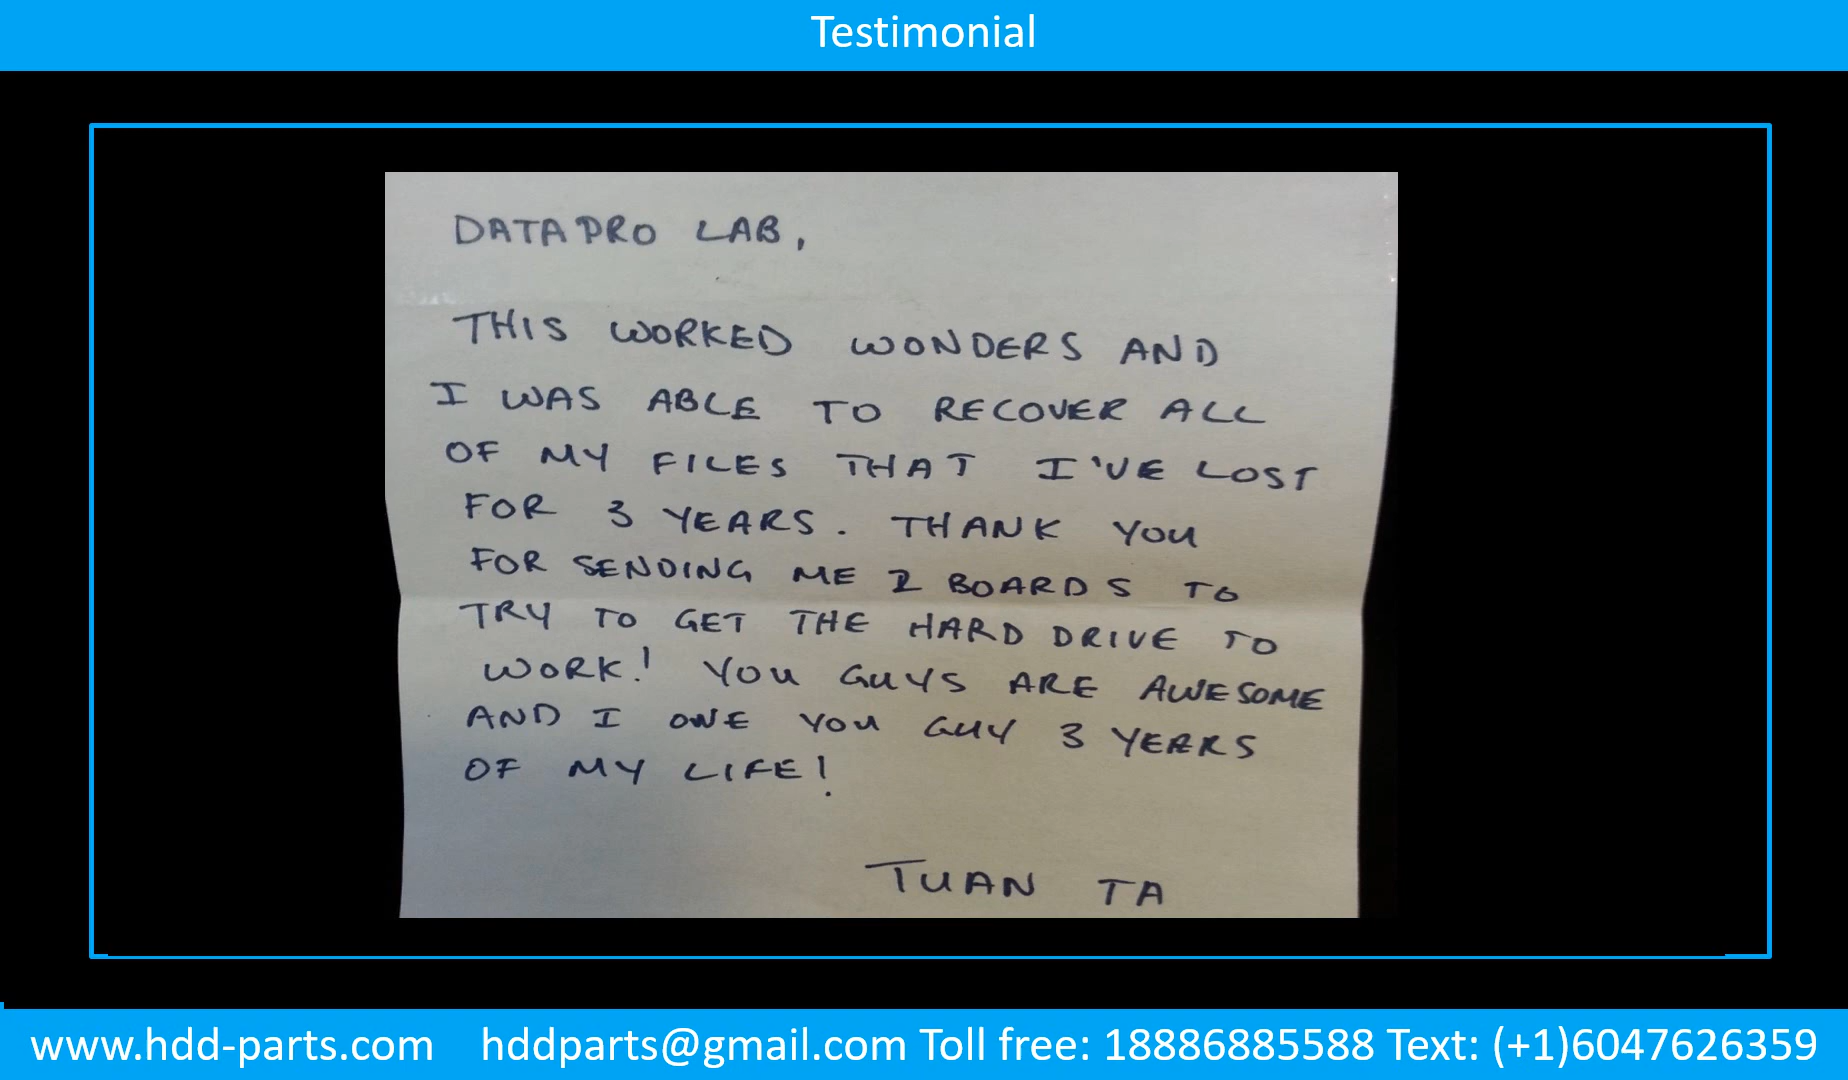 Testimonial
DATAPRO LAB,
THIS WORKED WONDERS AND
I WAS ABLE TO RECOVER ALL
OF MY FILES THAT I'VE LOST
FOR 3 YEARS. THANK YOU
FOR SENDING ME 2 BOARDS TO
TRY TO GET THE HARD DRIVE TO
WORK! YOU GUYS ARE AWESOME
AND I OWE YOU GUY 3 YEARS
OF MY LIFE!
TUAN TA
www.hdd-parts.com hddparts@gmail.com Toll free: 18886885588 Text: (+1)6047626359